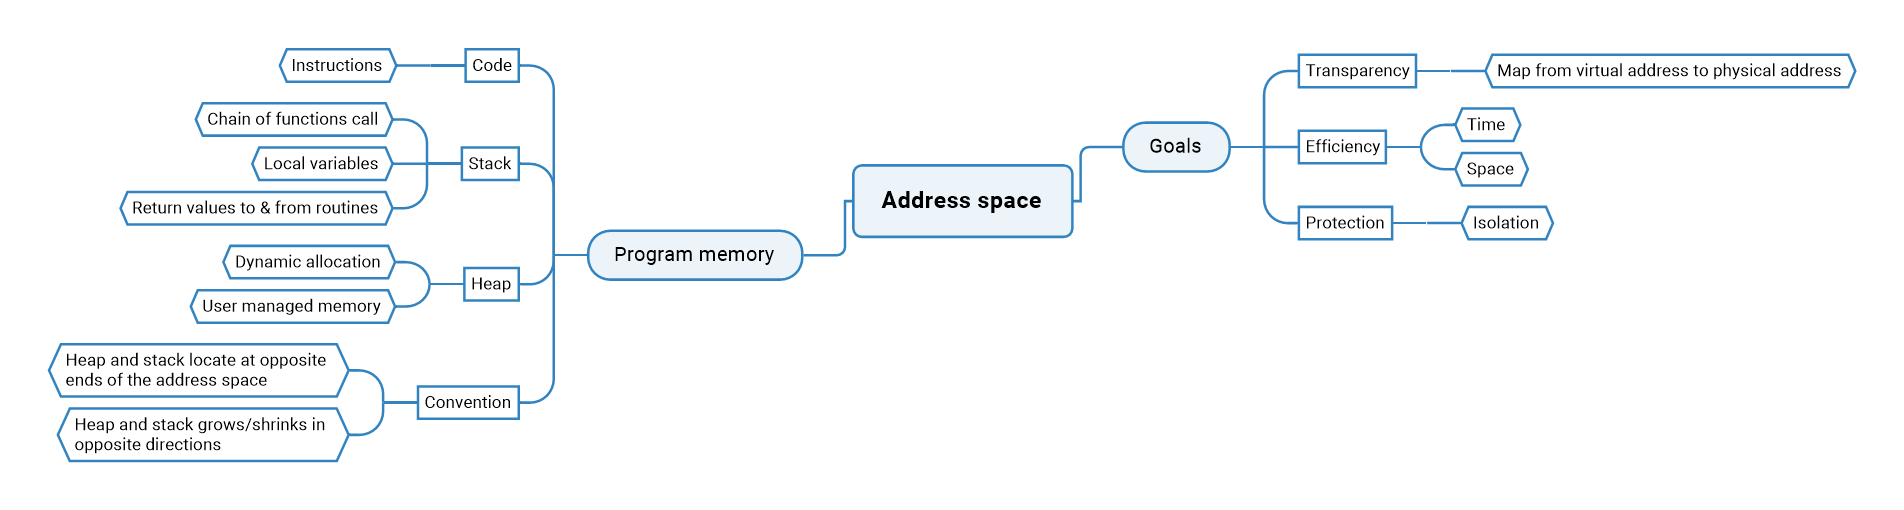 Address space
Goals
Transparency
Map from virtual address to physical address
Efficiency
Time
Space
Protection
Isolation
Program memory
Code
Instructions
Stack
Chain of functions call
Local variables
Return values to & from routines
Heap
Dynamic allocation
User managed memory
Convention
Heap and stack locate at opposite
ends of the address space
Heap and stack grows/shrinks in
opposite directions